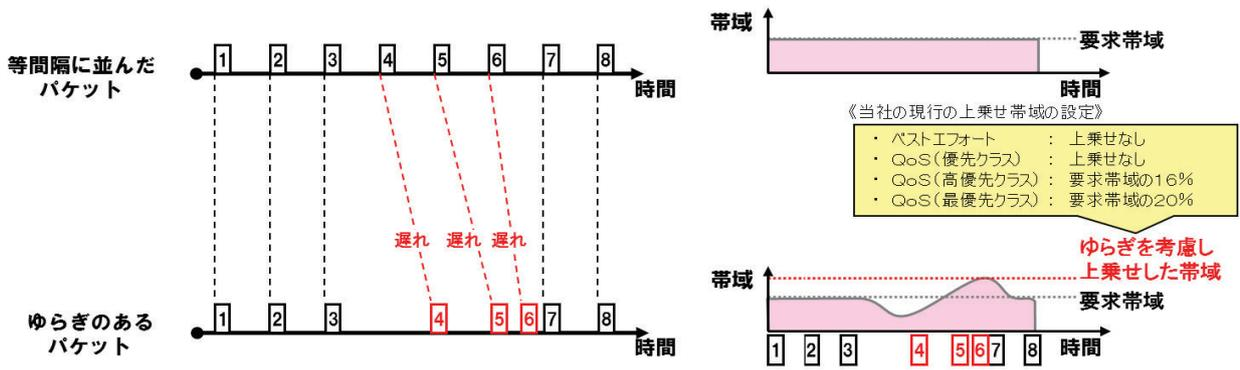 等間隔に並んだ
パケット
1 2 3 4 5 6 7 8
時間
遅れ 遅れ 遅れ
ゆらぎのある
パケット
1 2 3 4 5 6 7 8
時間
帯域
要求帯域
時間
《当社の現行の上乗せ帯域の設定》
・ ベストエフォート : 上乗せなし
・ QoS(優先クラス) : 上乗せなし
・ QoS(高優先クラス) : 要求帯域の16%
・ QoS(最優先クラス) : 要求帯域の20%
ゆらぎを考慮し
上乗せした帯域
帯域
要求帯域
1 2 3 4 5 6 7 8
時間